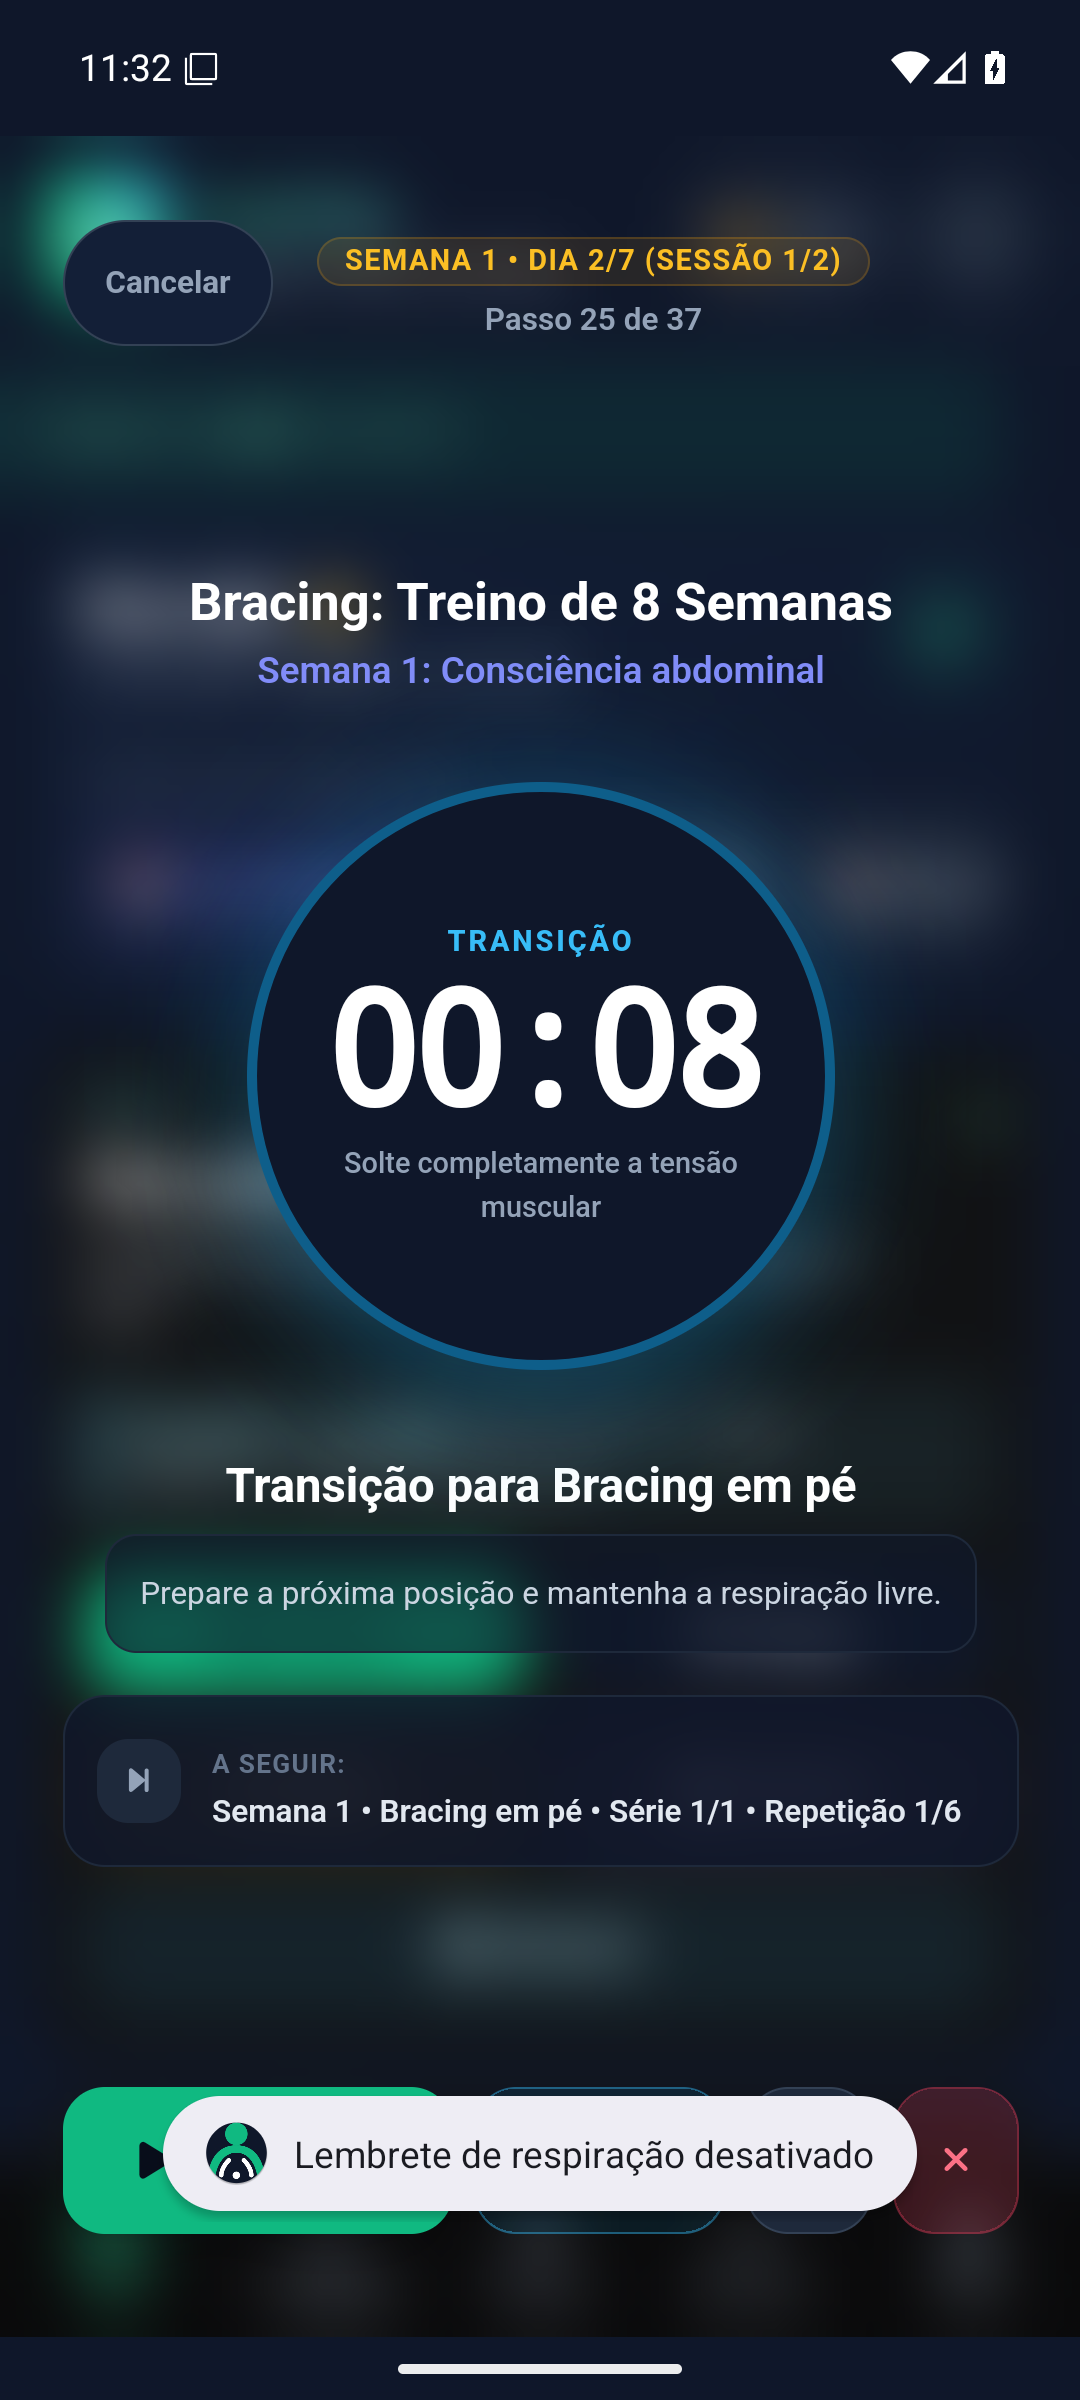 11:32
Cancelar
SEMANA 1 • DIA 2/7 (SESSÃO 1/2)
Passo 25 de 37
Bracing: Treino de 8 Semanas
Semana 1: Consciência abdominal
TRANSIÇÃO
00:08
Solte completamente a tensão
muscular
Transição para Bracing em pé
Prepare a próxima posição e mantenha a respiração livre.
A SEGUIR:
Semana 1 • Bracing em pé • Série 1/1 • Repetição 1/6
Lembrete de respiração desativado